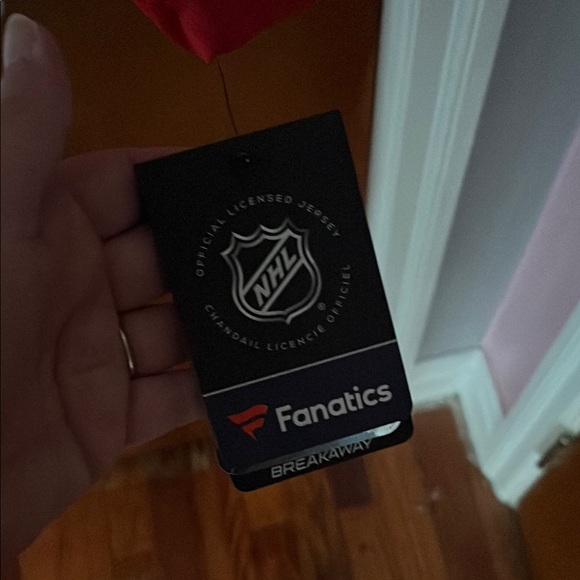 OFFICIAL LICENSED JERSEY
NHL
®
CHANDAIL LICENCIÉ OFFICIEL
Fanatics
BREAKAWAY